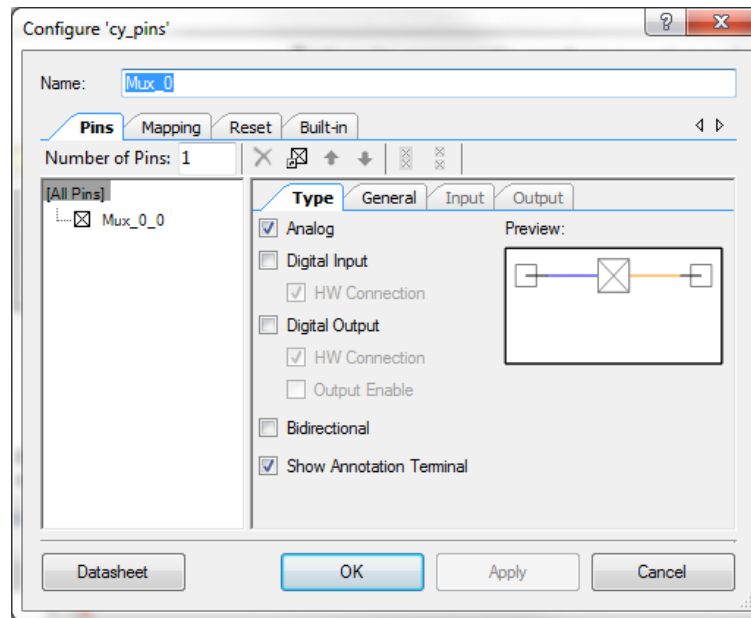 Configure 'cy_pins'
Name: Mux_0
Pins Mapping Reset Built-in
Number of Pins: 1
[All Pins]
Mux_0_0
Type General Input Output
Analog
Preview:
Digital Input
HW Connection
Digital Output
HW Connection
Output Enable
Bidirectional
Show Annotation Terminal
Datasheet OK Apply Cancel